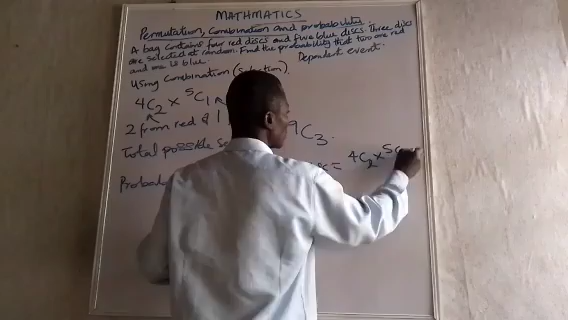 MATHMATICS
Permutation, Combination and probability.
A bag contains four red discs and five blue discs. Three discs
are selected at random. Find the probability that two are red
and one is blue. Dependent event.
Using Combination (selection).
4C2 x 5C1
2 from red & 1 9C3.
Total possible
= 4C2 x 5C